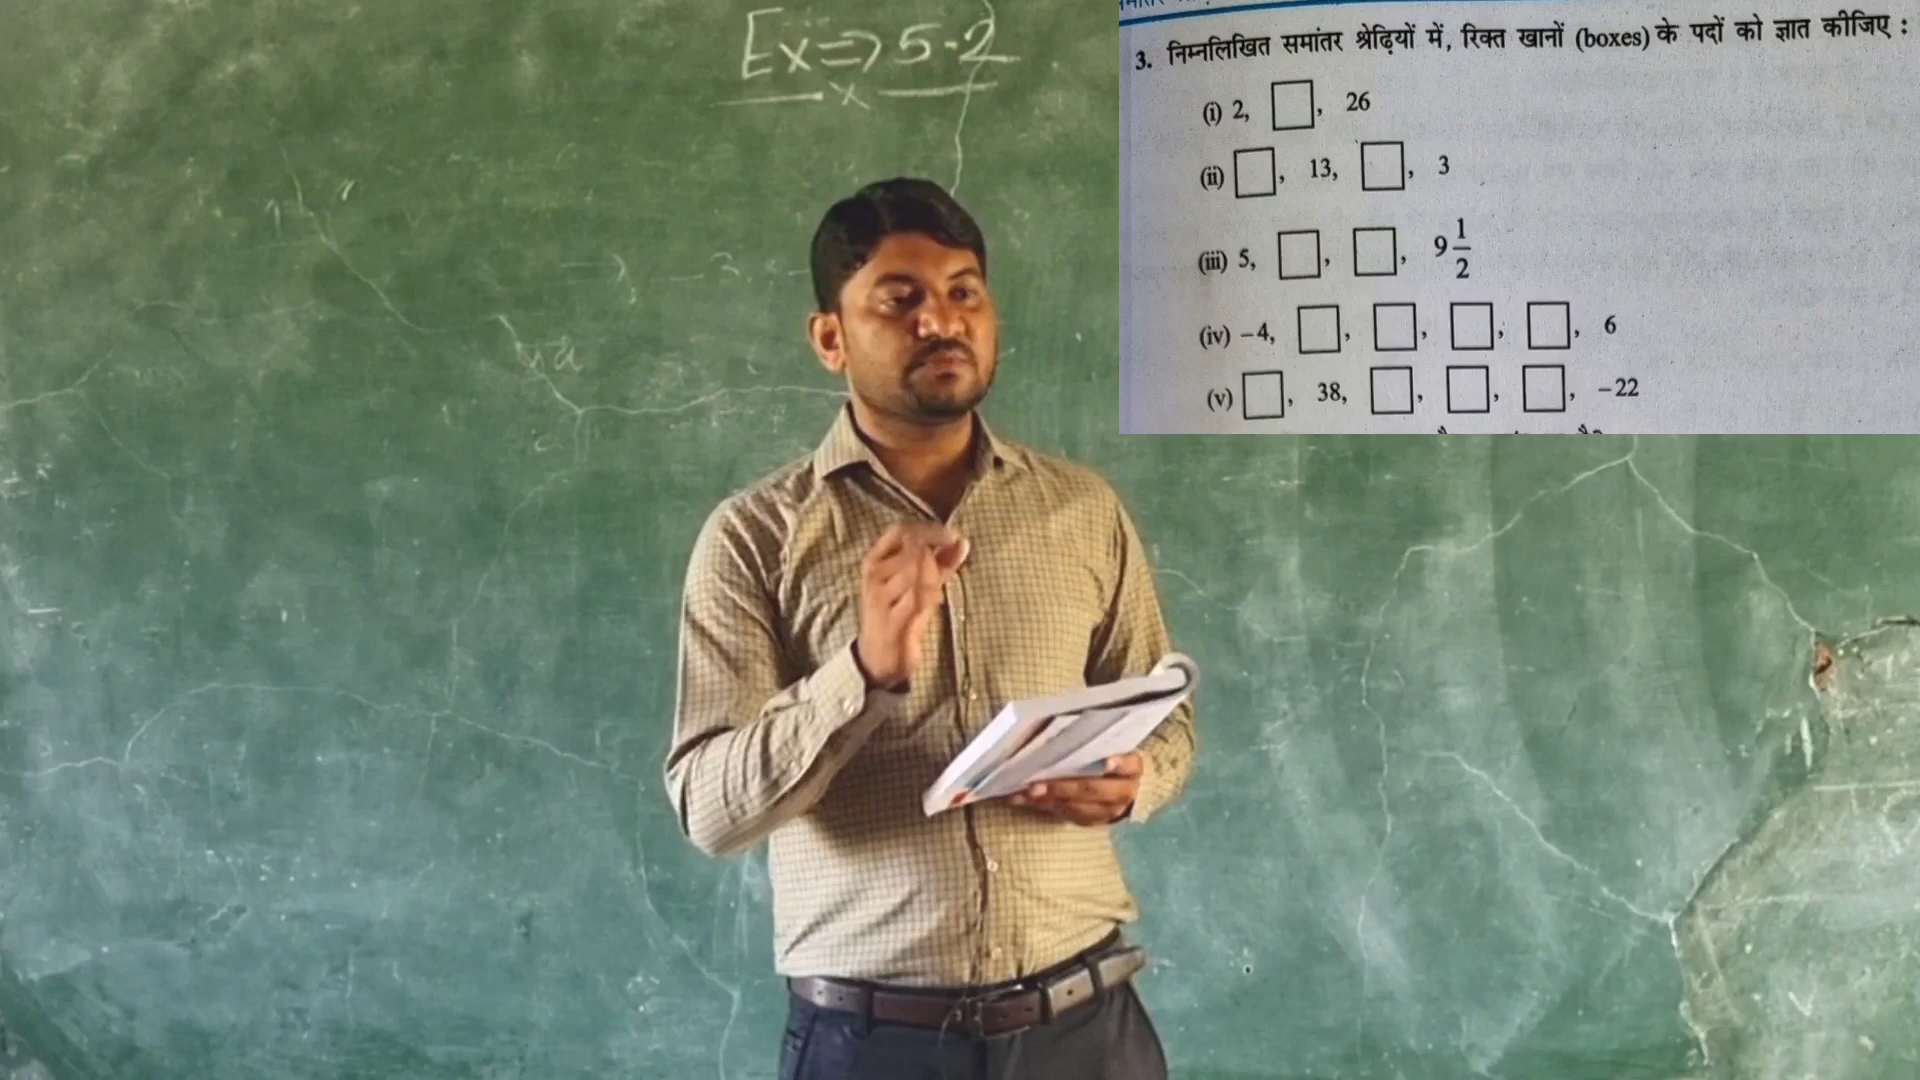 Ex => 5.2
3. निम्नलिखित समांतर श्रेढ़ियों में, रिक्त खानों (boxes) के पदों को ज्ञात कीजिए :
(i) 2, □, 26
(ii) □, 13, □, 3
(iii) 5, □, □, 9 1/2
(iv) –4, □, □, □, □, 6
(v) □, 38, □, □, □, –22